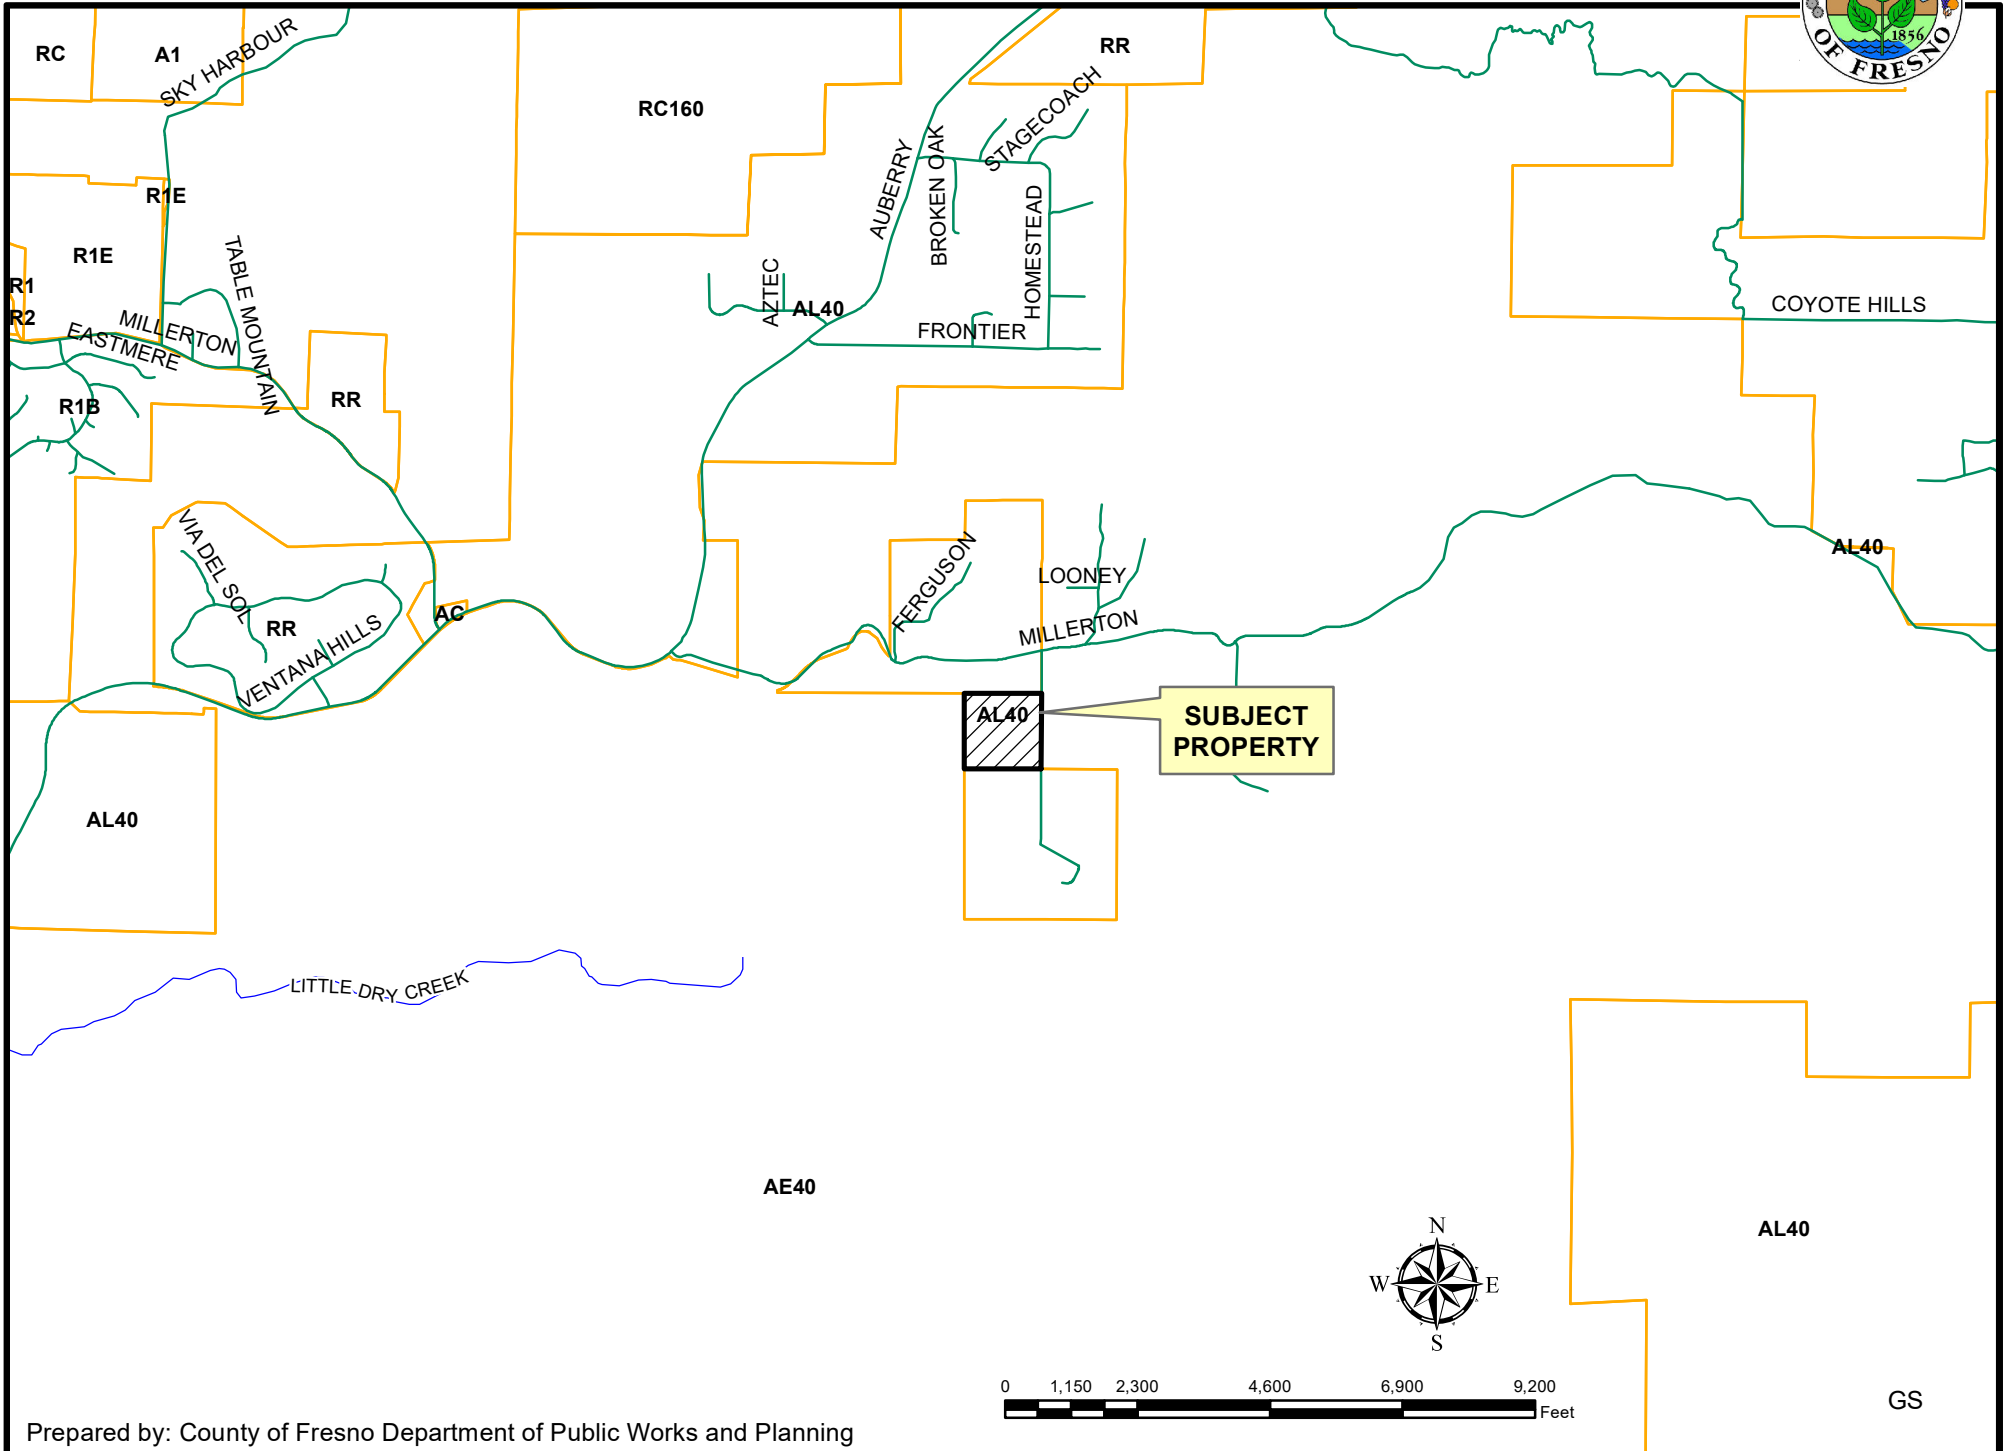 RC
A1
SKY HARBOUR
RR
1856
OF FRESNO
RC160
STAGECOACH
AUBERRY
BROKEN OAK
R1E
HOMESTEAD
R1E
TABLE MOUNTAIN
R1
R2
MILLERTON
EASTMERE
AZTEC
AL40
FRONTIER
COYOTE HILLS
RR
R1B
VIA DEL SOL
AL40
FERGUSON
LOONEY
AC
RR
MILLERTON
VENTANA HILLS
AL40
SUBJECT
PROPERTY
AL40
LITTLE DRY CREEK
AE40
AL40
N
W
E
S
0 1,150 2,300 4,600 6,900 9,200
Feet
GS
Prepared by: County of Fresno Department of Public Works and Planning